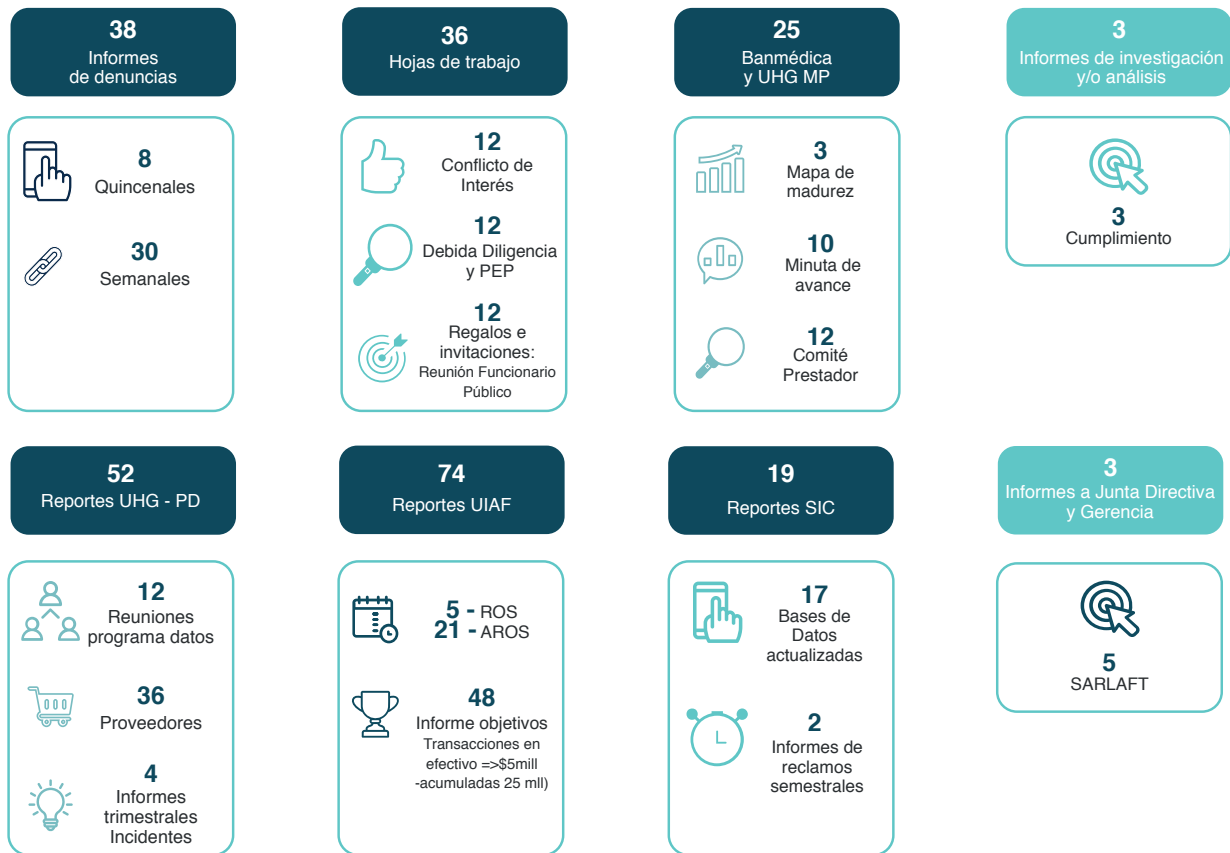 38
Informes
de denuncias
8
Quincenales
30
Semanales
36
Hojas de trabajo
12
Conflicto de
Interés
12
Debida Diligencia
y PEP
12
Regalos e
invitaciones:
Reunión Funcionario
Público
25
Banmédica
y UHG MP
3
Mapa de
madurez
10
Minuta de
avance
12
Comité
Prestador
3
Informes de investigación
y/o análisis
3
Cumplimiento
52
Reportes UHG - PD
12
Reuniones
programa datos
36
Proveedores
4
Informes
trimestrales
Incidentes
74
Reportes UIAF
5 - ROS
21 - AROS
48
Informe objetivos
Transacciones en
efectivo =>$5mill
-acumuladas 25 mll)
19
Reportes SIC
17
Bases de
Datos
actualizadas
2
Informes de
reclamos
semestrales
3
Informes a Junta Directiva
y Gerencia
5
SARLAFT